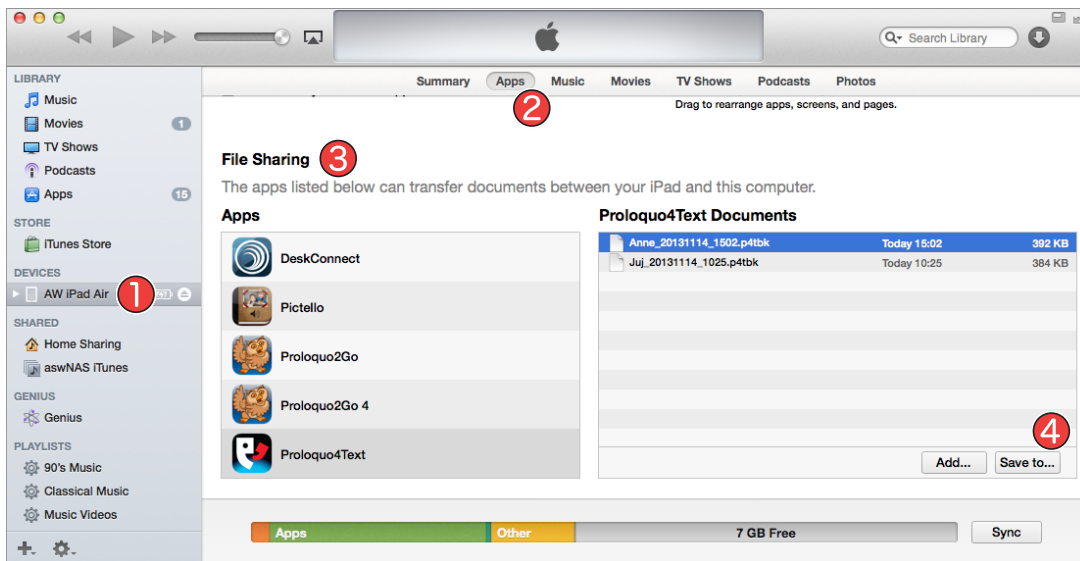 Search Library
LIBRARY
Music
Movies 1
TV Shows
Podcasts
Apps 15
STORE
iTunes Store
DEVICES
AW iPad Air 1
SHARED
Home Sharing
aswNAS iTunes
GENIUS
Genius
PLAYLISTS
90's Music
Classical Music
Music Videos
Summary Apps Music Movies TV Shows Podcasts Photos
2
Drag to rearrange apps, screens, and pages.
File Sharing 3
The apps listed below can transfer documents between your iPad and this computer.
Apps
DeskConnect
Pictello
Proloquo2Go
Proloquo2Go 4
Proloquo4Text
Proloquo4Text Documents
Anne_20131114_1502.p4tbk Today 15:02 392 KB
Juj_20131114_1025.p4tbk Today 10:25 384 KB
4
Add... Save to...
Apps Other 7 GB Free Sync